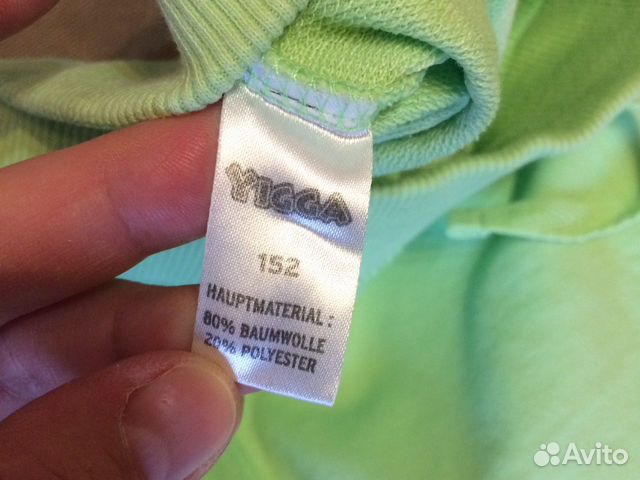 YIGGA
152
HAUPTMATERIAL:
80% BAUMWOLLE
20% POLYESTER
Avito